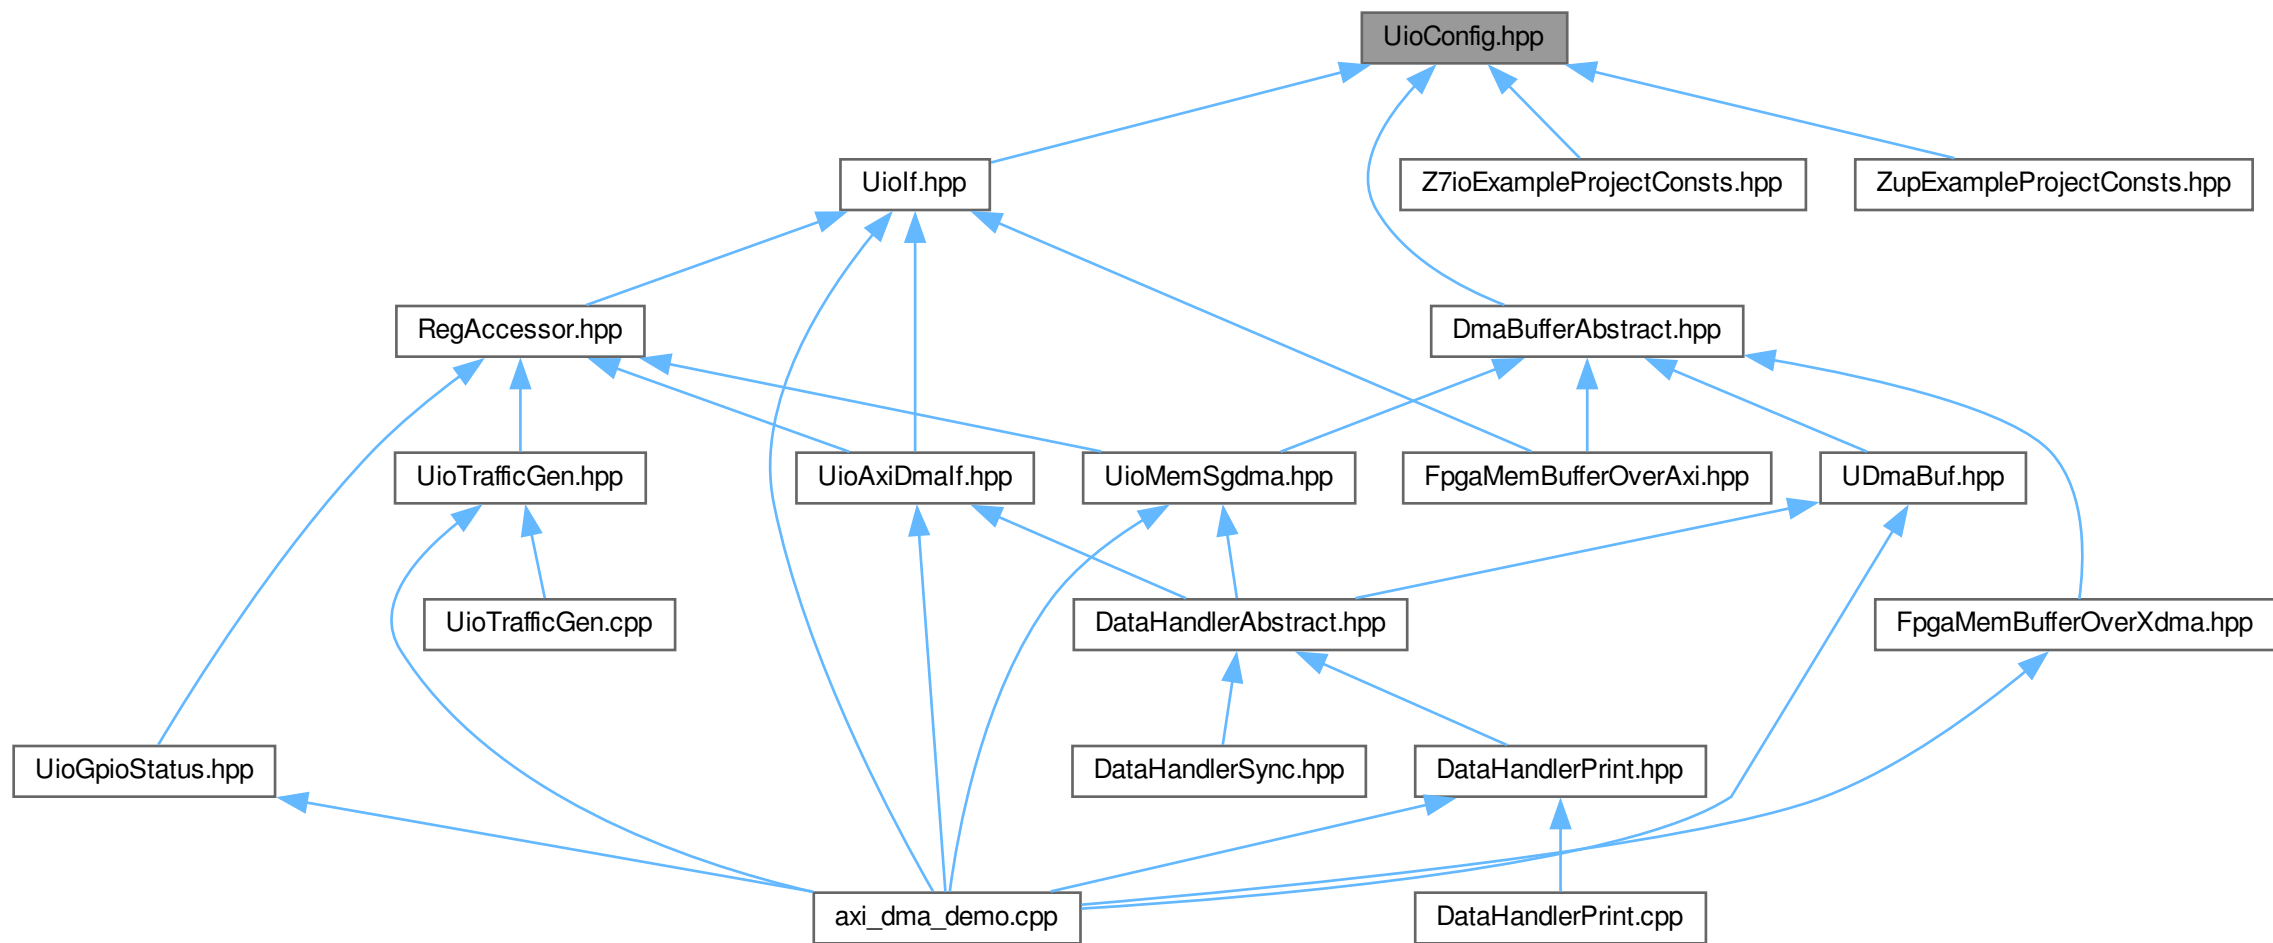 UioConfig.hpp
UioIf.hpp
Z7ioExampleProjectConsts.hpp
ZupExampleProjectConsts.hpp
RegAccessor.hpp
DmaBufferAbstract.hpp
UioTrafficGen.hpp
UioAxiDmaIf.hpp
UioMemSgdma.hpp
FpgaMemBufferOverAxi.hpp
UDmaBuf.hpp
UioTrafficGen.cpp
DataHandlerAbstract.hpp
FpgaMemBufferOverXdma.hpp
UioGpioStatus.hpp
DataHandlerSync.hpp
DataHandlerPrint.hpp
axi_dma_demo.cpp
DataHandlerPrint.cpp